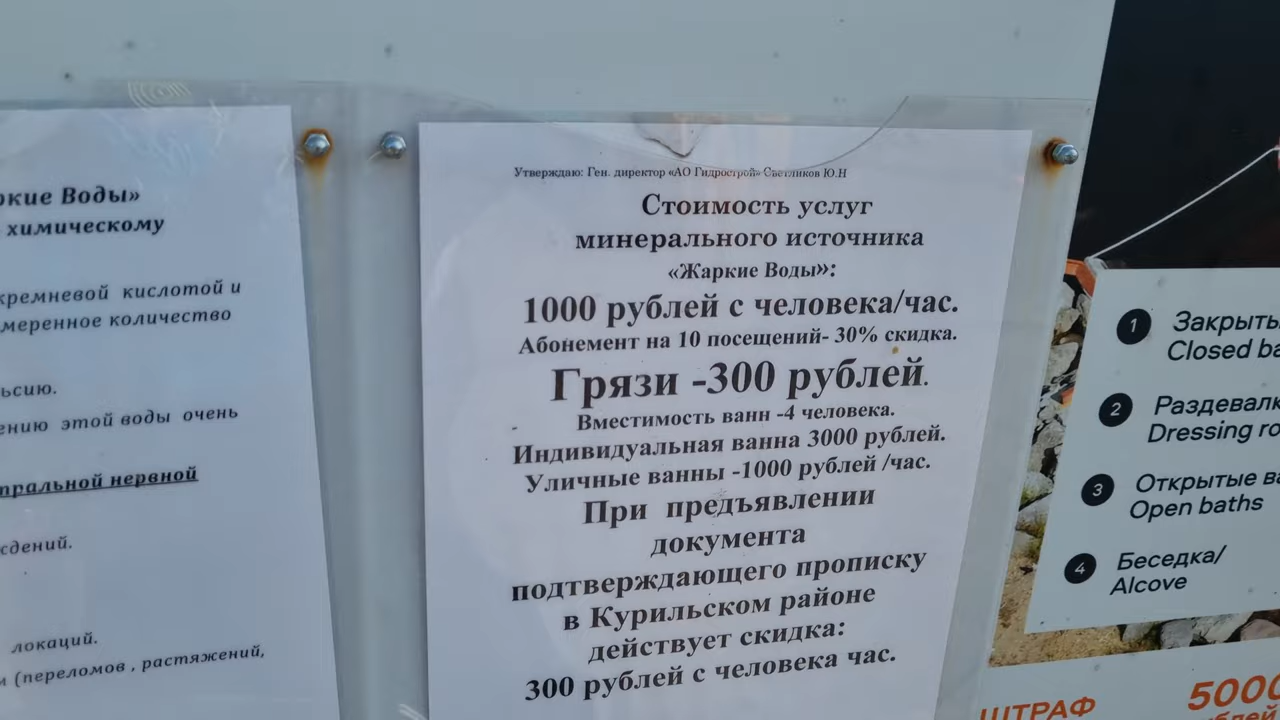 ркие Воды»
химическому
кремневой кислотой и
меренное количество
ьсию.
ению этой воды очень
тральной нервной
сдений.
локаций.
(переломов , растяжений,
Утверждаю: Ген. директор «АО Гидрострой» Светликов Ю.Н
Стоимость услуг
минерального источника
«Жаркие Воды»:
1000 рублей с человека/час.
Абонемент на 10 посещений- 30% скидка.
Грязи -300 рублей.
Вместимость ванн -4 человека.
Индивидуальная ванна 3000 рублей.
Уличные ванны -1000 рублей /час.
При предъявлении
документа
подтверждающего прописку
в Курильском районе
действует скидка:
300 рублей с человека час.
1 Закрыты
Closed ba
2 Раздевалк
Dressing ro
3 Открытые ва
Open baths
4 Беседка/
Alcove
ШТРАФ
5000